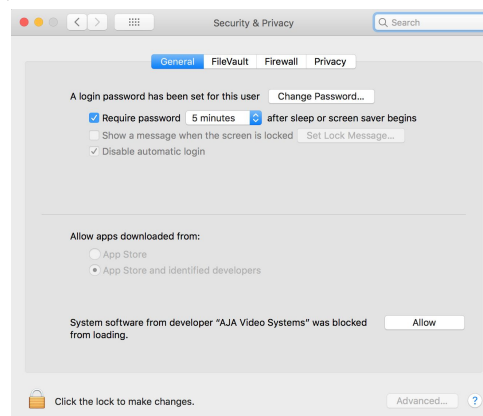 Security & Privacy
Search
General FileVault Firewall Privacy
A login password has been set for this user Change Password...
Require password 5 minutes after sleep or screen saver begins
Show a message when the screen is locked Set Lock Message...
Disable automatic login
Allow apps downloaded from:
App Store
App Store and identified developers
System software from developer “AJA Video Systems” was blocked Allow
from loading.
Click the lock to make changes. Advanced... ?